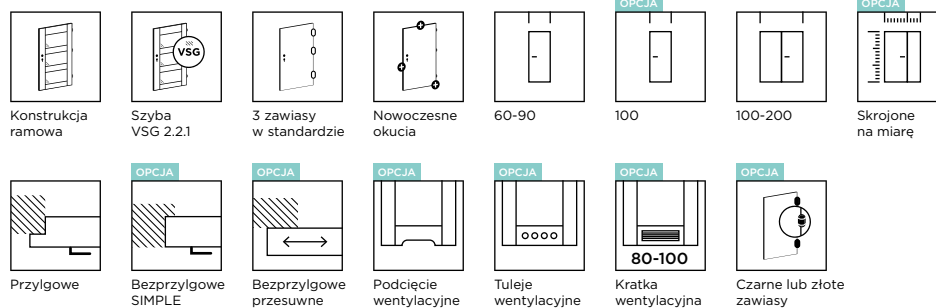 OPCJA
OPCJA
VSG
Konstrukcja
ramowa
Szyba
VSG 2.2.1
3 zawiasy
w standardzie
Nowoczesne
okucia
60-90
100
100-200
Skrojone
na miarę
OPCJA
OPCJA
OPCJA
OPCJA
OPCJA
OPCJA
80-100
Przylgowe
Bezprzylgowe
SIMPLE
Bezprzylgowe
przesuwne
Podcięcie
wentylacyjne
Tuleje
wentylacyjne
Kratka
wentylacyjna
Czarne lub złote
zawiasy